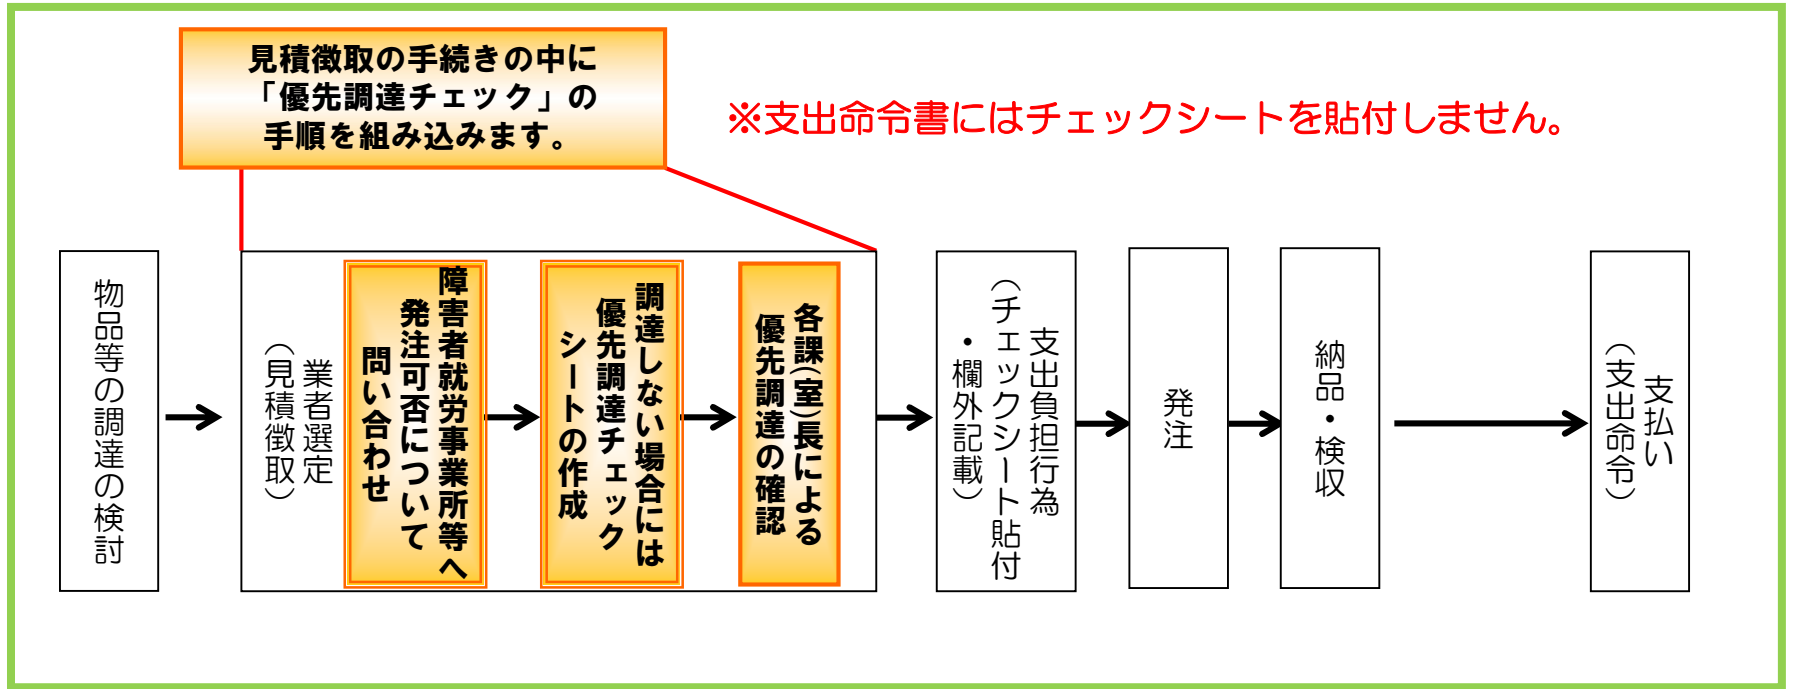 見積徴取の手続きの中に
「優先調達チェック」の
手順を組み込みます。
※支出命令書にはチェックシートを貼付しません。
物品等の調達の検討
業者選定
(見積徴取)
障害者就労事業所等へ
発注可否について
問い合わせ
調達しない場合には
優先調達チェック
シートの作成
各課(室)長による
優先調達の確認
支出負担行為
(チェックシート貼付
・欄外記載)
発注
納品・検収
支払い
(支出命令)